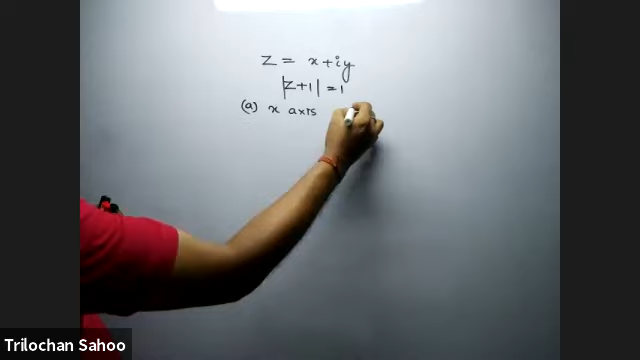 z = x + iy
|z+1| = 1
(a) x axis
Trilochan Sahoo